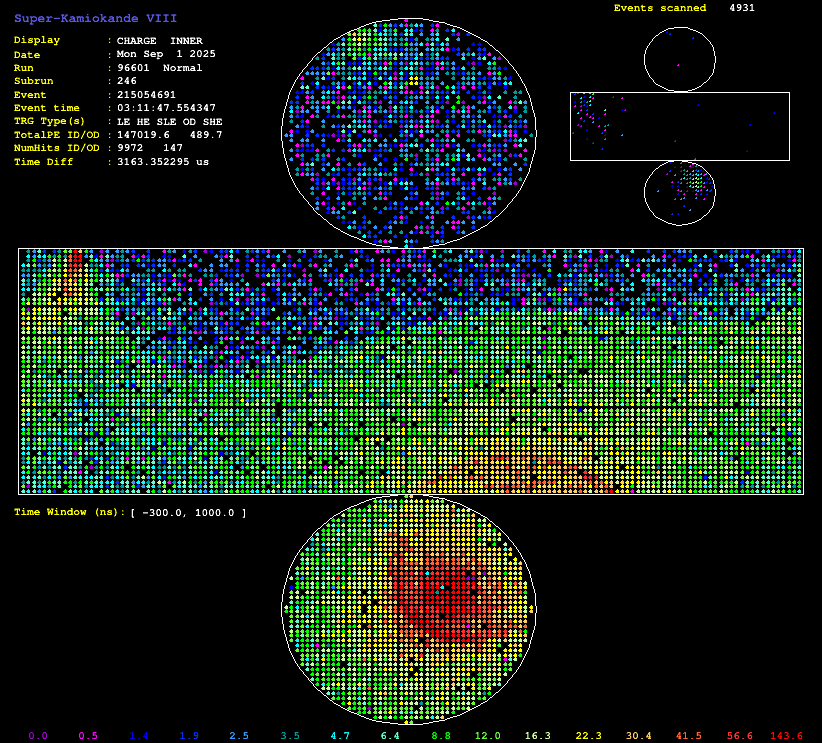 Super-Kamiokande VIII
Events scanned 4931
Display : CHARGE INNER
Date : Mon Sep 1 2025
Run : 96601 Normal
Subrun : 246
Event : 215054691
Event time : 03:11:47.554347
TRG Type(s) : LE HE SLE OD SHE
TotalPE ID/OD : 147019.6 489.7
NumHits ID/OD : 9972 147
Time Diff : 3163.352295 us
Time Window (ns): [ -300.0, 1000.0 ]
0.0 0.5 1.4 1.9 2.5 3.5 4.7 6.4 8.8 12.0 16.3 22.3 30.4 41.5 56.6 143.6